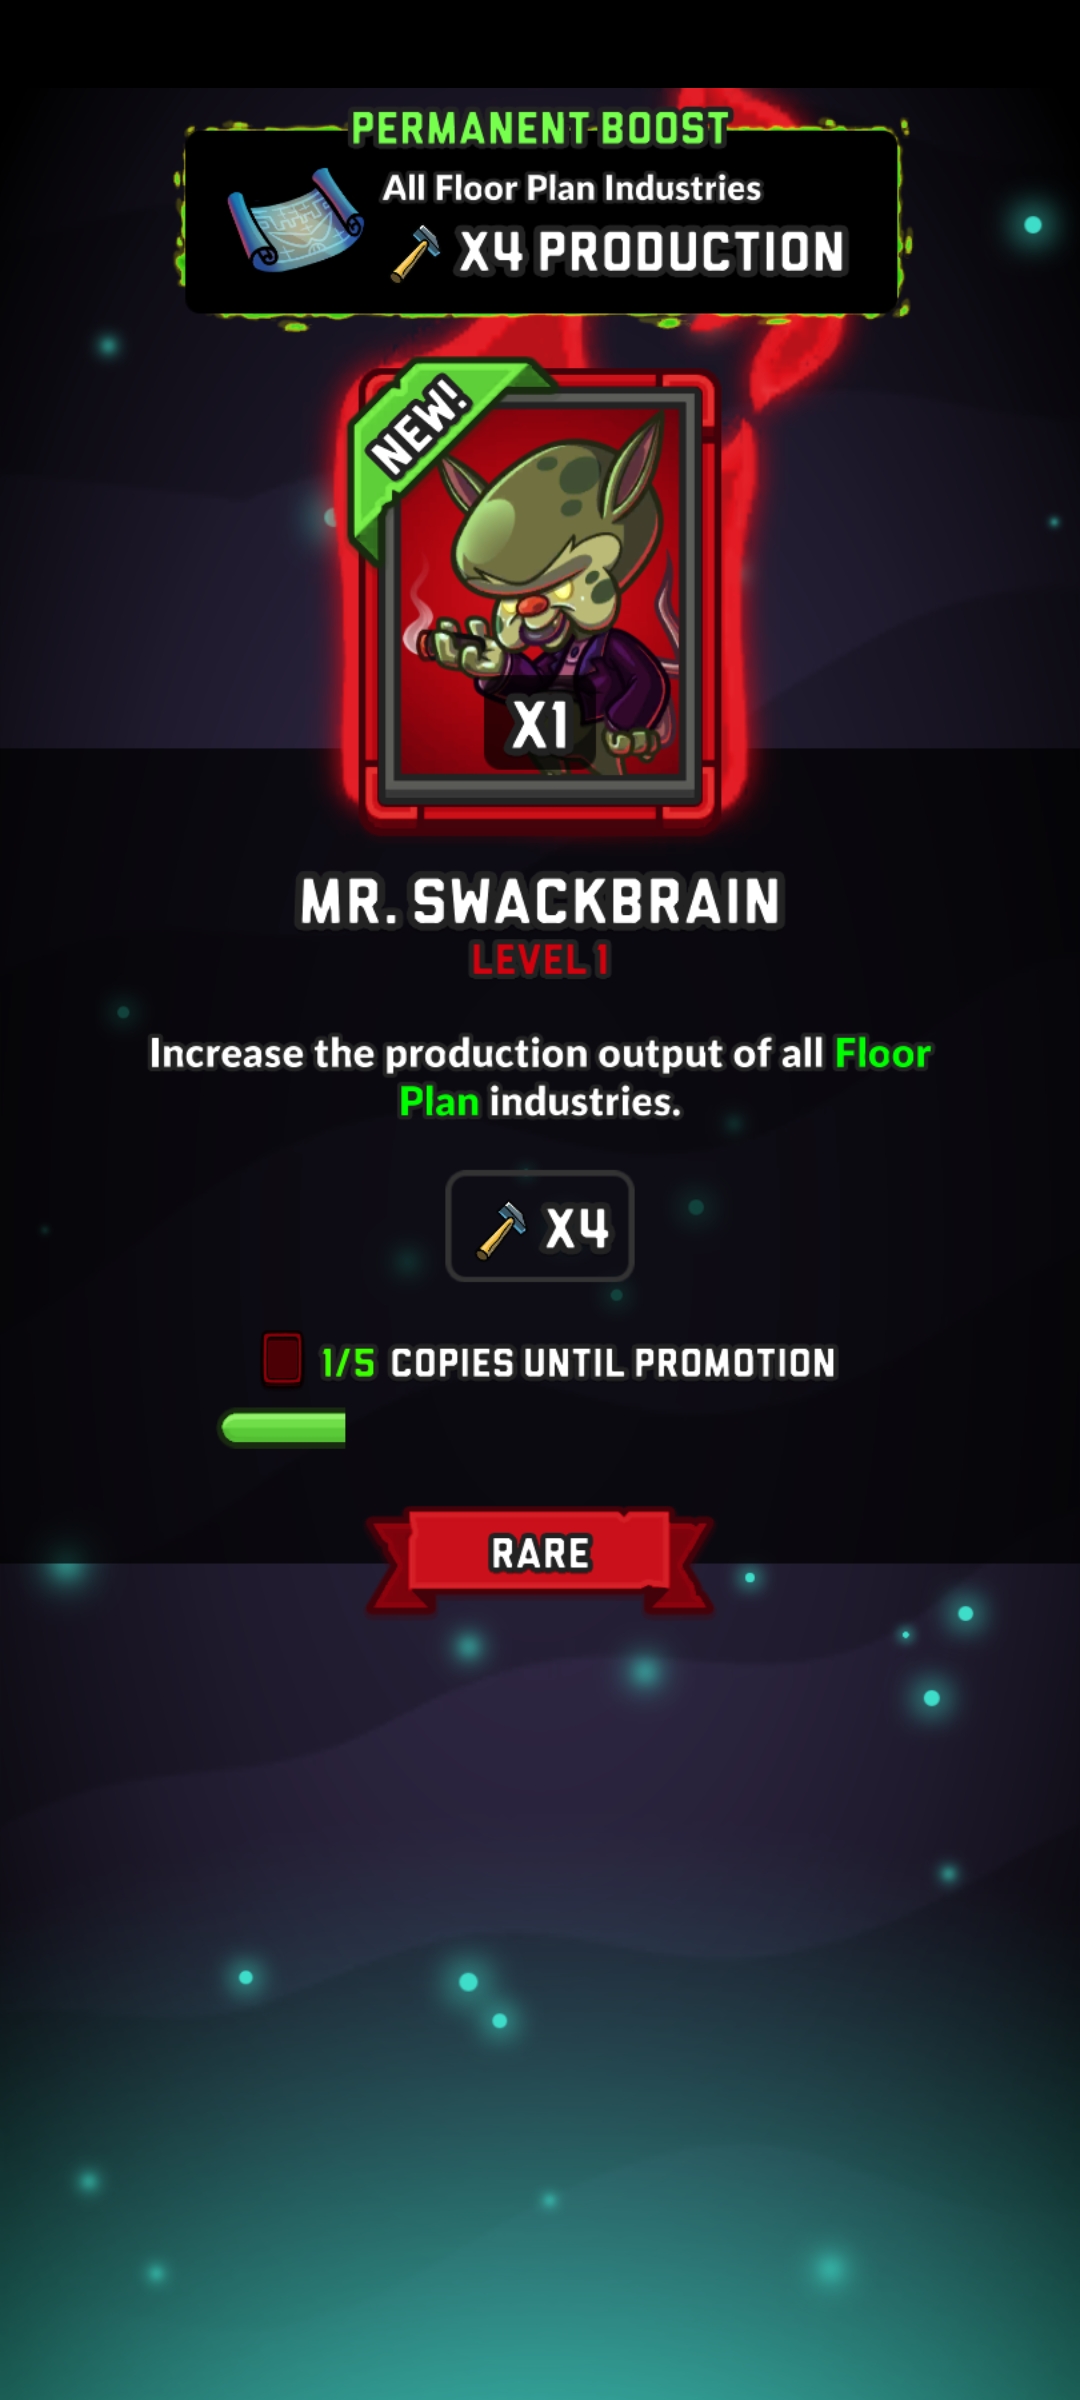 PERMANENT BOOST
All Floor Plan Industries
X4 PRODUCTION
NEW!
X1
MR. SWACKBRAIN
LEVEL 1
Increase the production output of all Floor
Plan industries.
X4
1/5 COPIES UNTIL PROMOTION
RARE